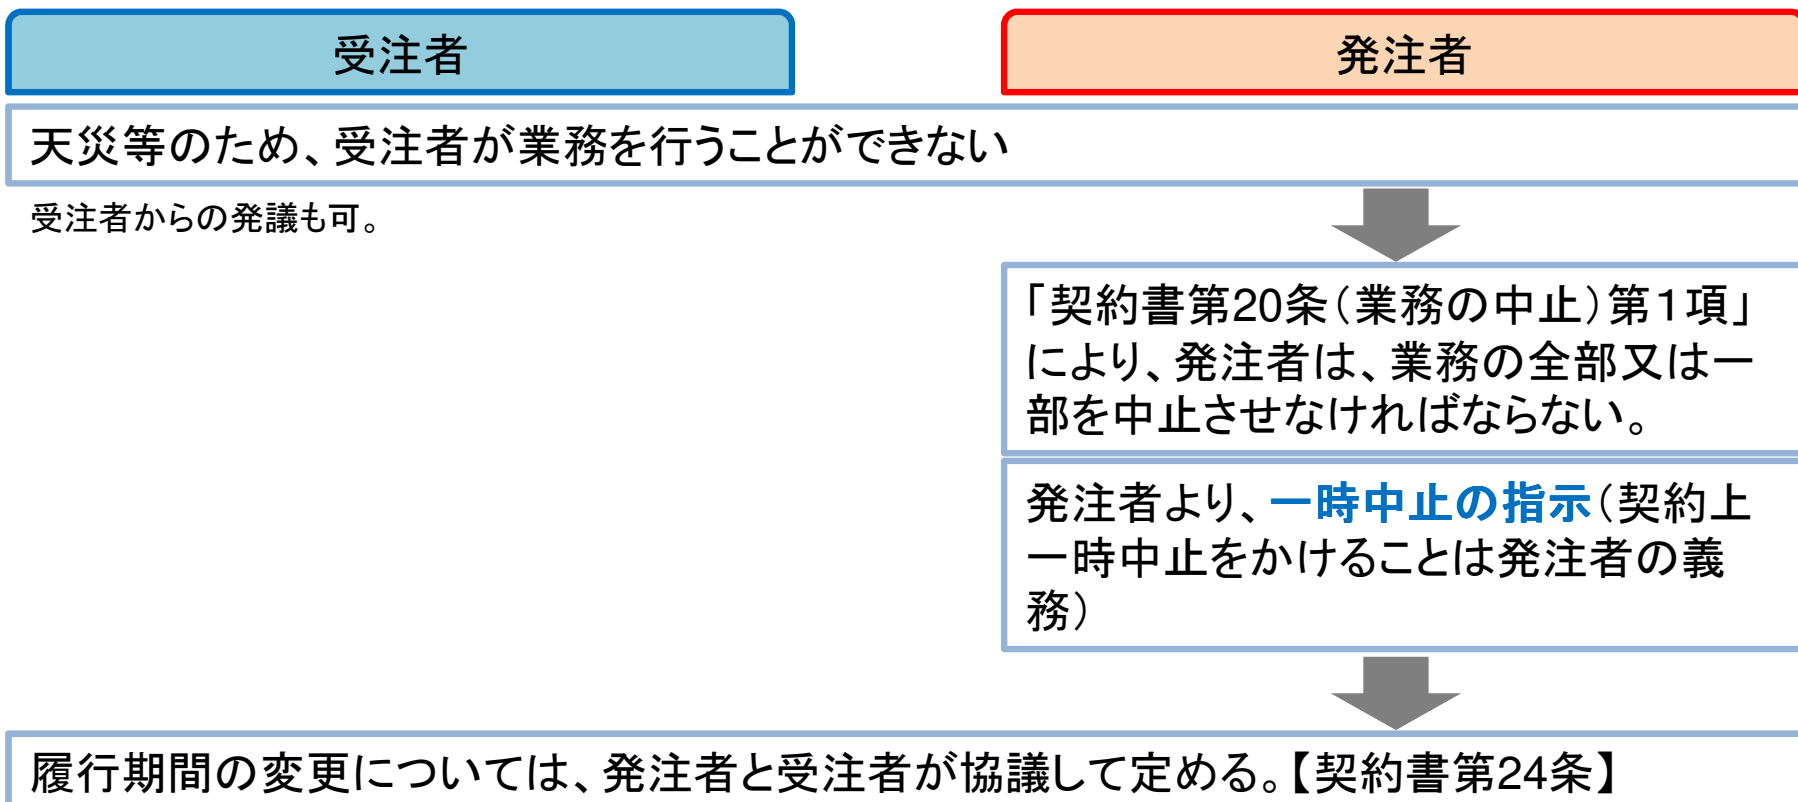 受注者
発注者
天災等のため、受注者が業務を行うことができない
受注者からの発議も可。
「契約書第20条（業務の中止）第１項」
により、発注者は、業務の全部又は一
部を中止させなければならない。
発注者より、一時中止の指示（契約上
一時中止をかけることは発注者の義
務）
履行期間の変更については、発注者と受注者が協議して定める。【契約書第24条】